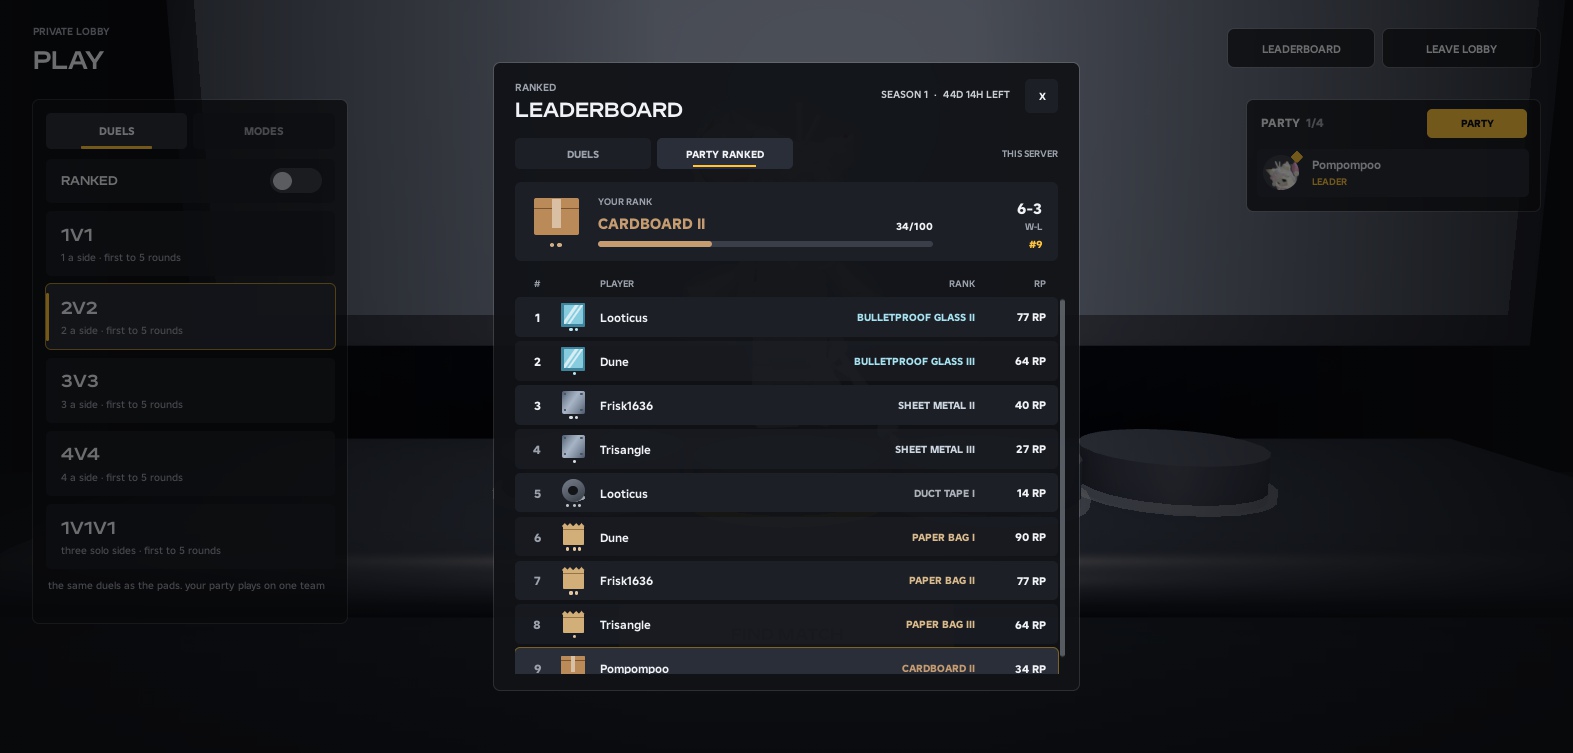 PRIVATE LOBBY
PLAY
LEADERBOARD
LEAVE LOBBY
DUELS
MODES
RANKED
1V1
1 a side · first to 5 rounds
2V2
2 a side · first to 5 rounds
3V3
3 a side · first to 5 rounds
4V4
4 a side · first to 5 rounds
1V1V1
three solo sides · first to 5 rounds
the same duels as the pads. your party plays on one team
RANKED
LEADERBOARD
SEASON 1 · 44D 14H LEFT
X
DUELS
PARTY RANKED
THIS SERVER
YOUR RANK
CARDBOARD II
34/100
6-3
W-L
#9
# PLAYER RANK RP
1 Looticus BULLETPROOF GLASS II 77 RP
2 Dune BULLETPROOF GLASS III 64 RP
3 Frisk1636 SHEET METAL II 40 RP
4 Trisangle SHEET METAL III 27 RP
5 Looticus DUCT TAPE I 14 RP
6 Dune PAPER BAG I 90 RP
7 Frisk1636 PAPER BAG II 77 RP
8 Trisangle PAPER BAG III 64 RP
9 Pompompoo CARDBOARD II 34 RP
PARTY 1/4
PARTY
Pompompoo
LEADER